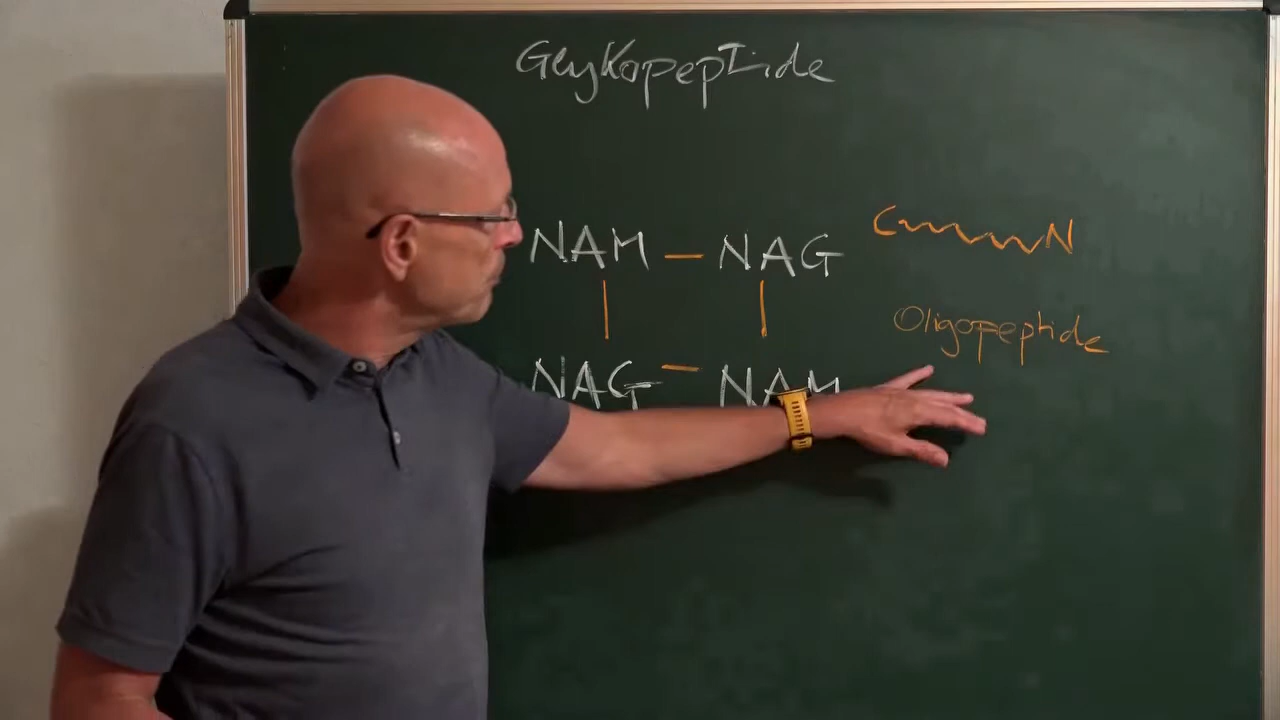 Glykopeptide
NAM – NAG
C N
Oligopeptide
NAG – NAM